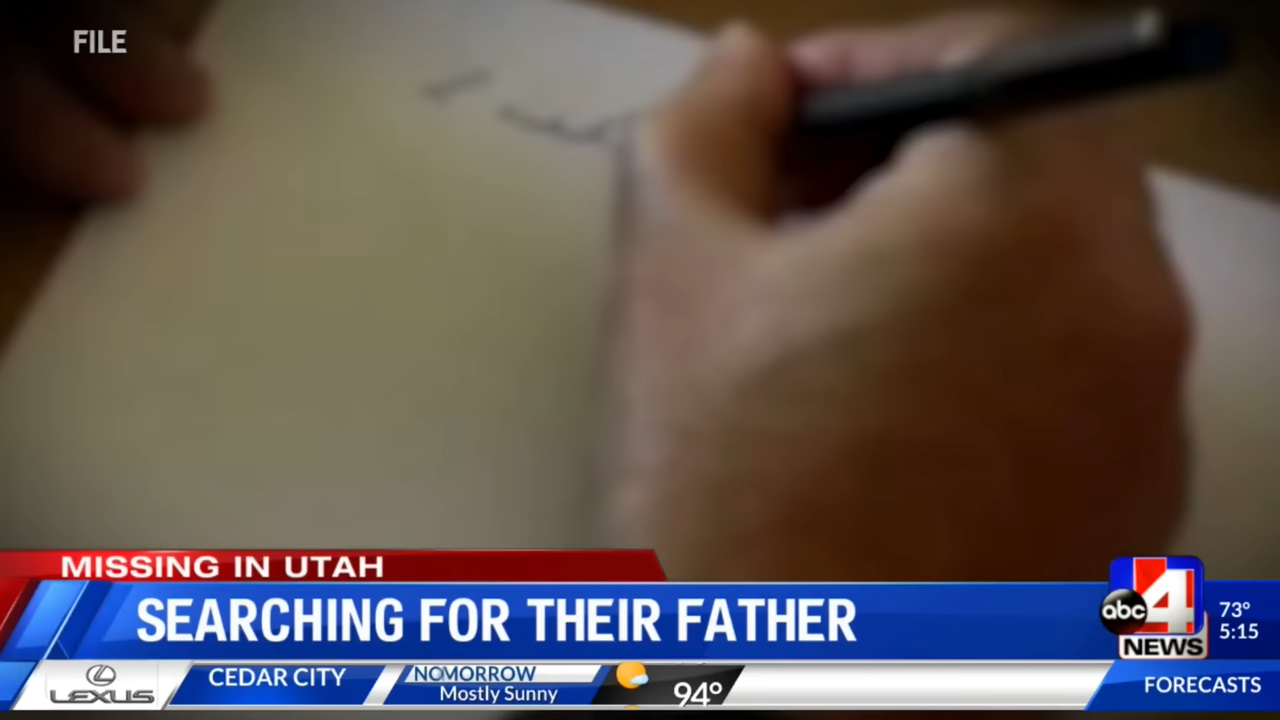 FILE
MISSING IN UTAH
SEARCHING FOR THEIR FATHER
abc 4 NEWS
73°
5:15
LEXUS
CEDAR CITY
Mostly Sunny
94°
FORECASTS